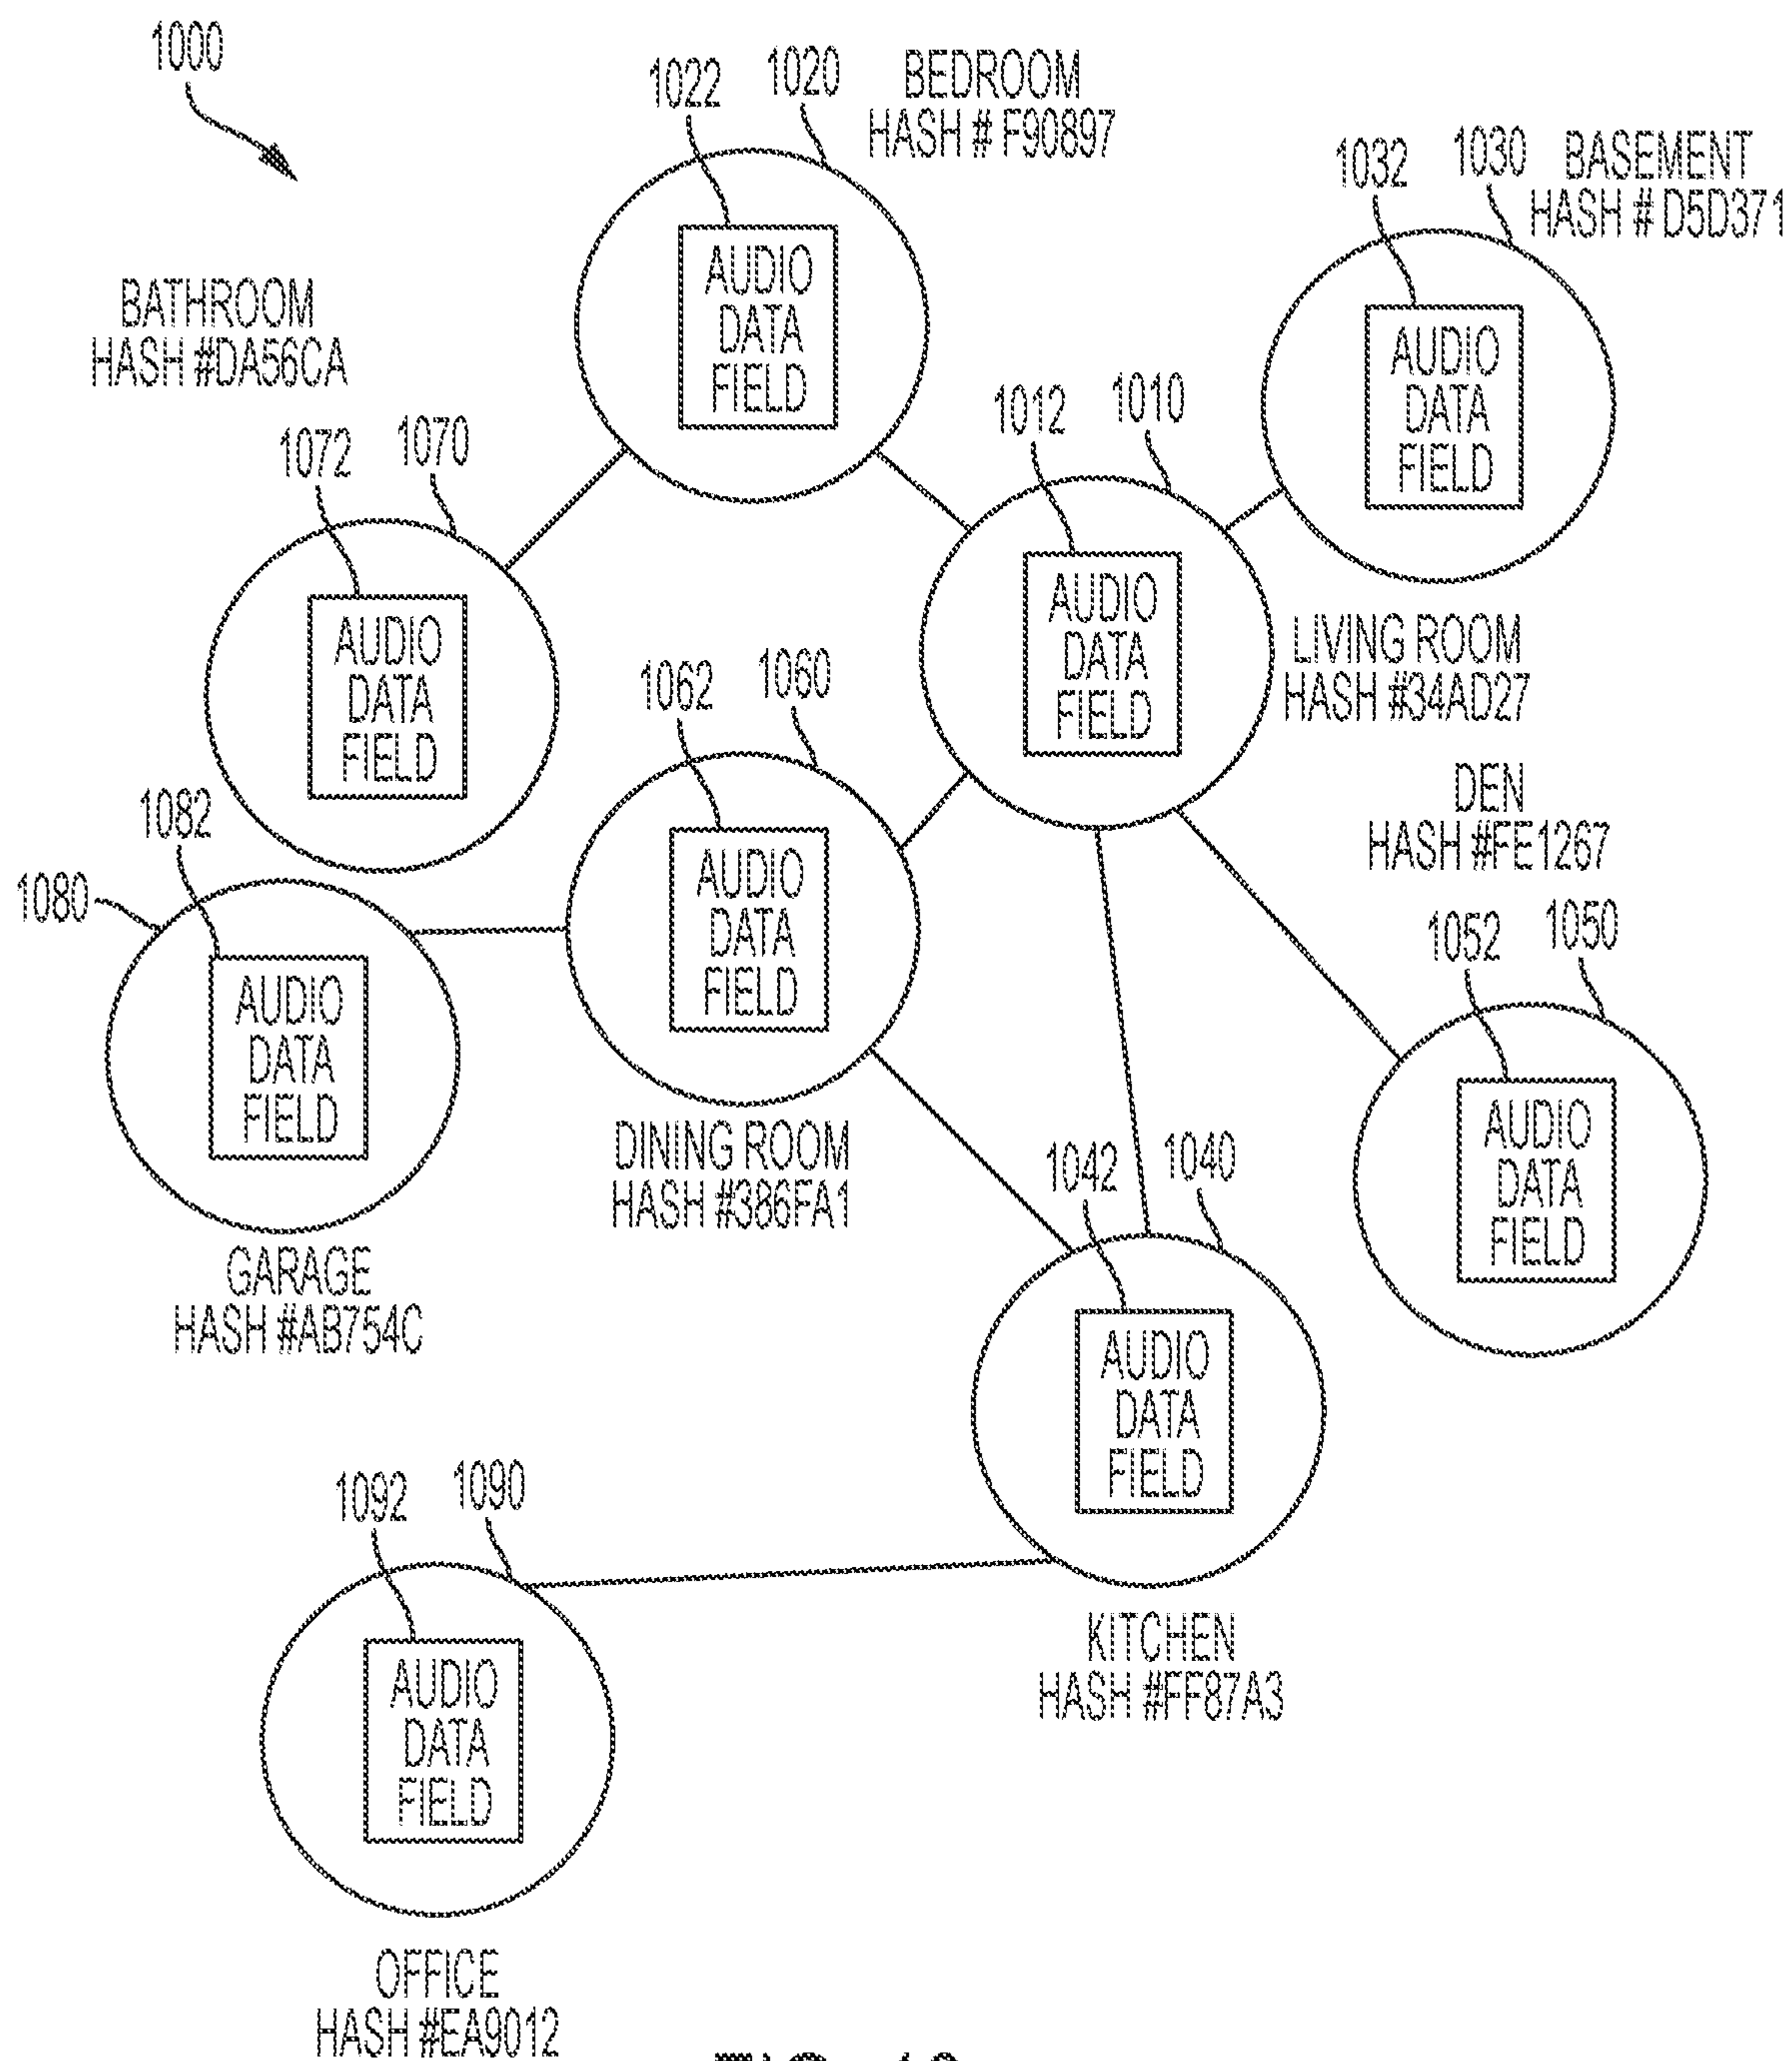 1000
1022
1020
BEDROOM
HASH # F90897
1032
1030
BASEMENT
HASH # D5D371
BATHROOM
HASH #DA56CA
AUDIO
DATA
FIELD
AUDIO
DATA
FIELD
1072
1070
1012
1010
AUDIO
DATA
FIELD
AUDIO
DATA
FIELD
LIVING ROOM
HASH #34AD27
1062
1060
1082
1080
DEN
HASH #FE1267
AUDIO
DATA
FIELD
1052
1050
AUDIO
DATA
FIELD
DINING ROOM
HASH #386FA1
1042
1040
AUDIO
DATA
FIELD
GARAGE
HASH #AB754C
AUDIO
DATA
FIELD
1092
1090
KITCHEN
HASH #FF87A3
AUDIO
DATA
FIELD
OFFICE
HASH #EA9012